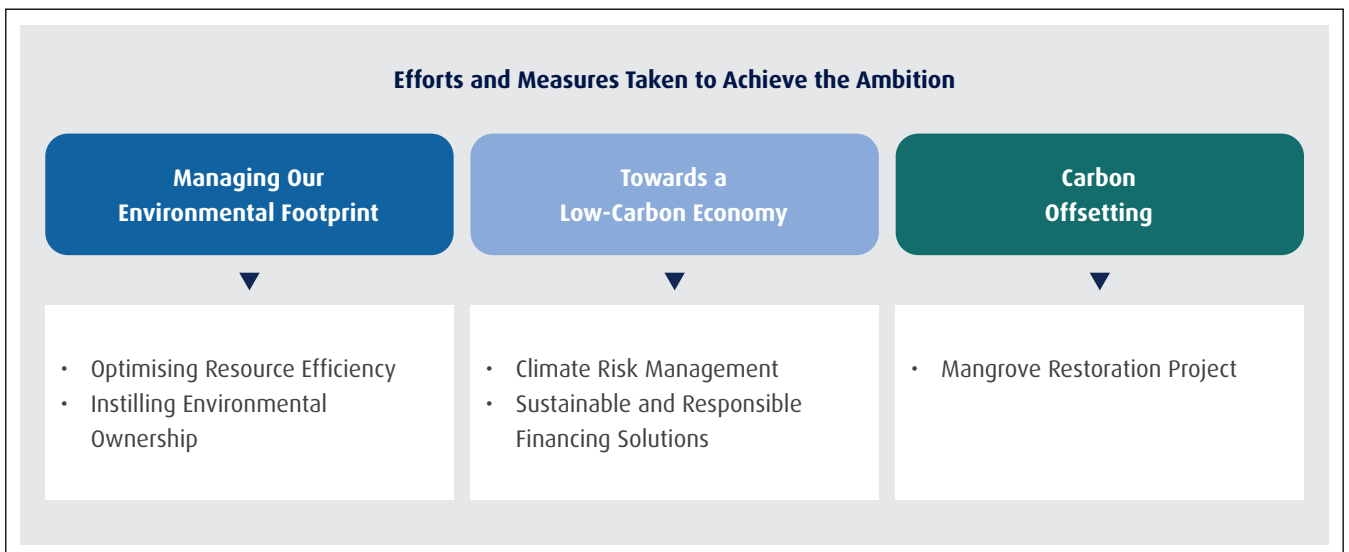 Efforts and Measures Taken to Achieve the Ambition
Managing Our
Environmental Footprint
• Optimising Resource Efficiency
• Instilling Environmental
Ownership
Towards a
Low-Carbon Economy
• Climate Risk Management
• Sustainable and Responsible
Financing Solutions
Carbon
Offsetting
• Mangrove Restoration Project